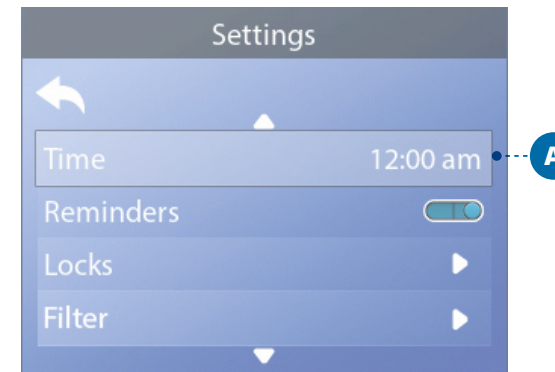 Settings
Time 12:00 am
A
Reminders
Locks
Filter